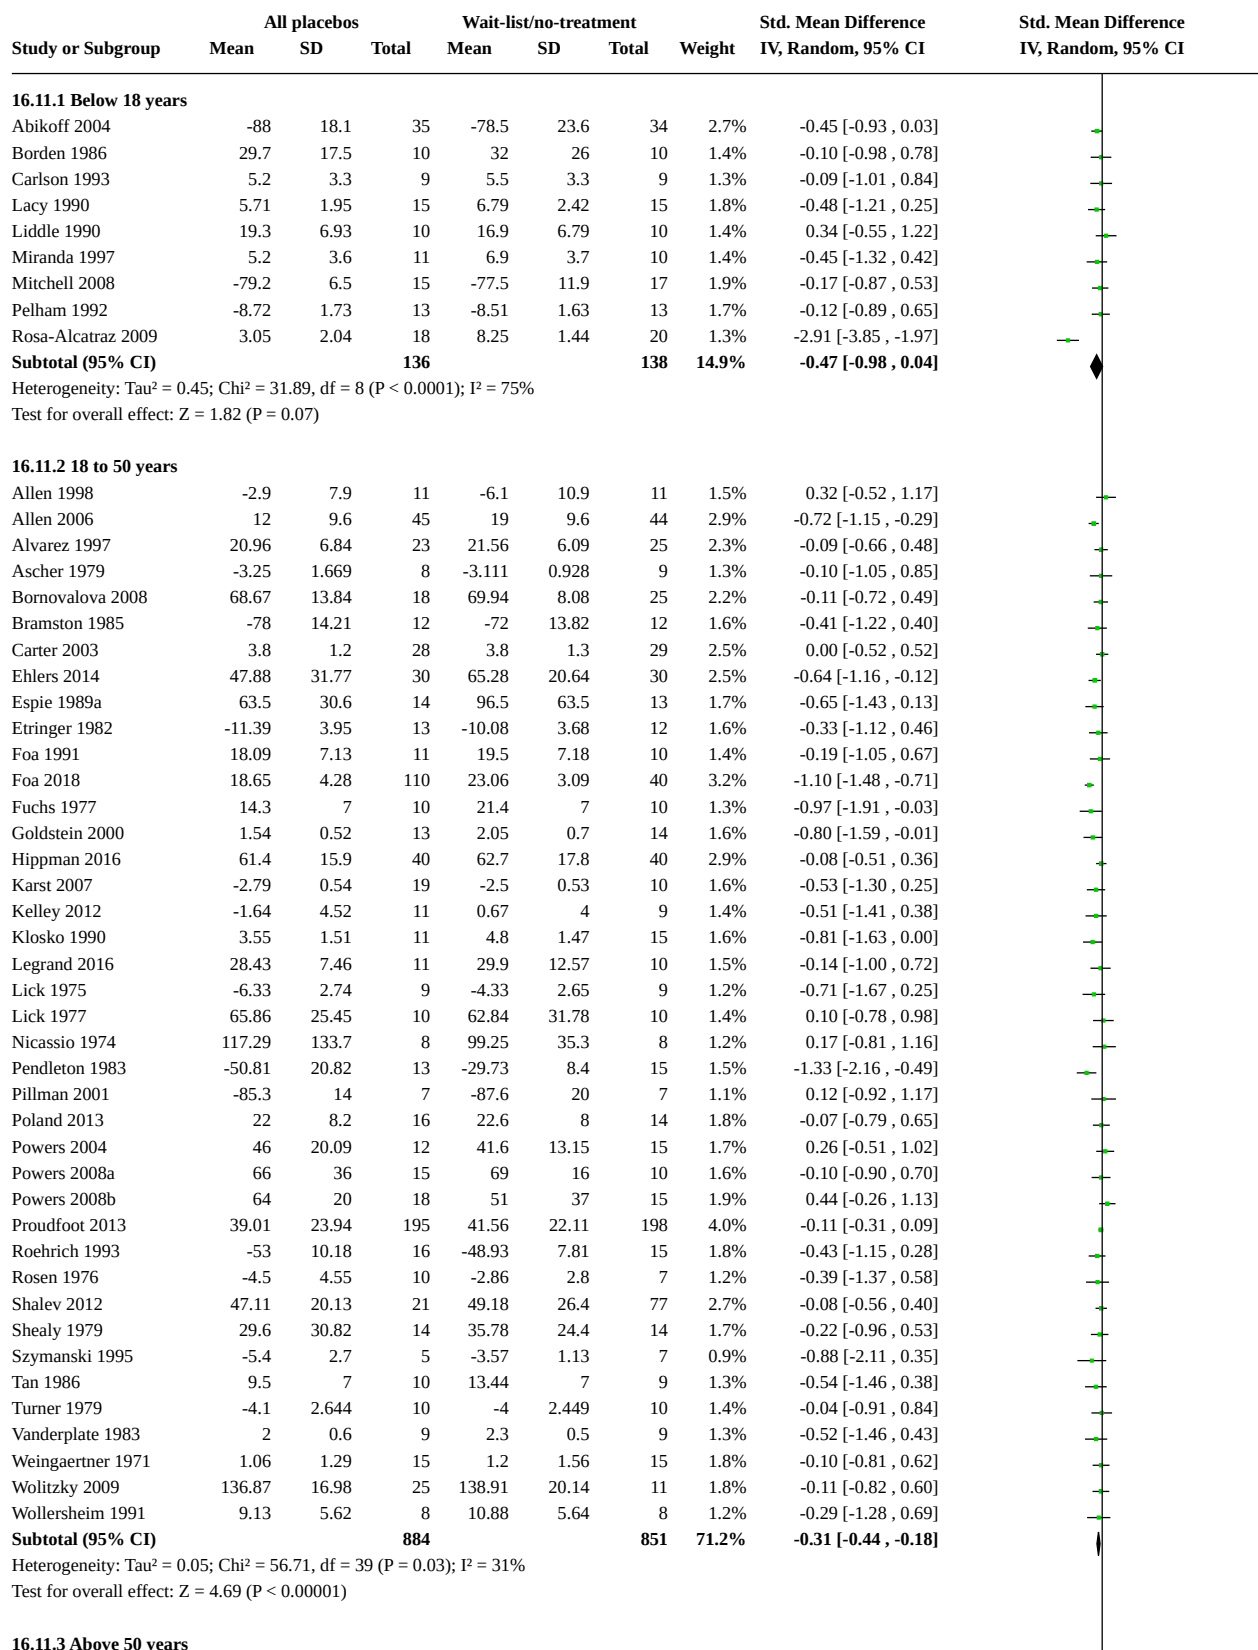 All placebos Wait-list/no-treatment Std. Mean Difference Std. Mean Difference
Study or Subgroup Mean SD Total Mean SD Total Weight IV, Random, 95% CI IV, Random, 95% CI
16.11.1 Below 18 years
Abikoff 2004 -88 18.1 35 -78.5 23.6 34 2.7% -0.45 [-0.93 , 0.03]
Borden 1986 29.7 17.5 10 32 26 10 1.4% -0.10 [-0.98 , 0.78]
Carlson 1993 5.2 3.3 9 5.5 3.3 9 1.3% -0.09 [-1.01 , 0.84]
Lacy 1990 5.71 1.95 15 6.79 2.42 15 1.8% -0.48 [-1.21 , 0.25]
Liddle 1990 19.3 6.93 10 16.9 6.79 10 1.4% 0.34 [-0.55 , 1.22]
Miranda 1997 5.2 3.6 11 6.9 3.7 10 1.4% -0.45 [-1.32 , 0.42]
Mitchell 2008 -79.2 6.5 15 -77.5 11.9 17 1.9% -0.17 [-0.87 , 0.53]
Pelham 1992 -8.72 1.73 13 -8.51 1.63 13 1.7% -0.12 [-0.89 , 0.65]
Rosa-Alcatraz 2009 3.05 2.04 18 8.25 1.44 20 1.3% -2.91 [-3.85 , -1.97]
Subtotal (95% CI) 136 138 14.9% -0.47 [-0.98 , 0.04]
Heterogeneity: Tau² = 0.45; Chi² = 31.89, df = 8 (P < 0.0001); I² = 75%
Test for overall effect: Z = 1.82 (P = 0.07)
16.11.2 18 to 50 years
Allen 1998 -2.9 7.9 11 -6.1 10.9 11 1.5% 0.32 [-0.52 , 1.17]
Allen 2006 12 9.6 45 19 9.6 44 2.9% -0.72 [-1.15 , -0.29]
Alvarez 1997 20.96 6.84 23 21.56 6.09 25 2.3% -0.09 [-0.66 , 0.48]
Ascher 1979 -3.25 1.669 8 -3.111 0.928 9 1.3% -0.10 [-1.05 , 0.85]
Bornovalova 2008 68.67 13.84 18 69.94 8.08 25 2.2% -0.11 [-0.72 , 0.49]
Bramston 1985 -78 14.21 12 -72 13.82 12 1.6% -0.41 [-1.22 , 0.40]
Carter 2003 3.8 1.2 28 3.8 1.3 29 2.5% 0.00 [-0.52 , 0.52]
Ehlers 2014 47.88 31.77 30 65.28 20.64 30 2.5% -0.64 [-1.16 , -0.12]
Espie 1989a 63.5 30.6 14 96.5 63.5 13 1.7% -0.65 [-1.43 , 0.13]
Etringer 1982 -11.39 3.95 13 -10.08 3.68 12 1.6% -0.33 [-1.12 , 0.46]
Foa 1991 18.09 7.13 11 19.5 7.18 10 1.4% -0.19 [-1.05 , 0.67]
Foa 2018 18.65 4.28 110 23.06 3.09 40 3.2% -1.10 [-1.48 , -0.71]
Fuchs 1977 14.3 7 10 21.4 7 10 1.3% -0.97 [-1.91 , -0.03]
Goldstein 2000 1.54 0.52 13 2.05 0.7 14 1.6% -0.80 [-1.59 , -0.01]
Hippman 2016 61.4 15.9 40 62.7 17.8 40 2.9% -0.08 [-0.51 , 0.36]
Karst 2007 -2.79 0.54 19 -2.5 0.53 10 1.6% -0.53 [-1.30 , 0.25]
Kelley 2012 -1.64 4.52 11 0.67 4 9 1.4% -0.51 [-1.41 , 0.38]
Klosko 1990 3.55 1.51 11 4.8 1.47 15 1.6% -0.81 [-1.63 , 0.00]
Legrand 2016 28.43 7.46 11 29.9 12.57 10 1.5% -0.14 [-1.00 , 0.72]
Lick 1975 -6.33 2.74 9 -4.33 2.65 9 1.2% -0.71 [-1.67 , 0.25]
Lick 1977 65.86 25.45 10 62.84 31.78 10 1.4% 0.10 [-0.78 , 0.98]
Nicassio 1974 117.29 133.7 8 99.25 35.3 8 1.2% 0.17 [-0.81 , 1.16]
Pendleton 1983 -50.81 20.82 13 -29.73 8.4 15 1.5% -1.33 [-2.16 , -0.49]
Pillman 2001 -85.3 14 7 -87.6 20 7 1.1% 0.12 [-0.92 , 1.17]
Poland 2013 22 8.2 16 22.6 8 14 1.8% -0.07 [-0.79 , 0.65]
Powers 2004 46 20.09 12 41.6 13.15 15 1.7% 0.26 [-0.51 , 1.02]
Powers 2008a 66 36 15 69 16 10 1.6% -0.10 [-0.90 , 0.70]
Powers 2008b 64 20 18 51 37 15 1.9% 0.44 [-0.26 , 1.13]
Proudfoot 2013 39.01 23.94 195 41.56 22.11 198 4.0% -0.11 [-0.31 , 0.09]
Roehrich 1993 -53 10.18 16 -48.93 7.81 15 1.8% -0.43 [-1.15 , 0.28]
Rosen 1976 -4.5 4.55 10 -2.86 2.8 7 1.2% -0.39 [-1.37 , 0.58]
Shalev 2012 47.11 20.13 21 49.18 26.4 77 2.7% -0.08 [-0.56 , 0.40]
Shealy 1979 29.6 30.82 14 35.78 24.4 14 1.7% -0.22 [-0.96 , 0.53]
Szymanski 1995 -5.4 2.7 5 -3.57 1.13 7 0.9% -0.88 [-2.11 , 0.35]
Tan 1986 9.5 7 10 13.44 7 9 1.3% -0.54 [-1.46 , 0.38]
Turner 1979 -4.1 2.644 10 -4 2.449 10 1.4% -0.04 [-0.91 , 0.84]
Vanderplate 1983 2 0.6 9 2.3 0.5 9 1.3% -0.52 [-1.46 , 0.43]
Weingaertner 1971 1.06 1.29 15 1.2 1.56 15 1.8% -0.10 [-0.81 , 0.62]
Wolitzky 2009 136.87 16.98 25 138.91 20.14 11 1.8% -0.11 [-0.82 , 0.60]
Wollersheim 1991 9.13 5.62 8 10.88 5.64 8 1.2% -0.29 [-1.28 , 0.69]
Subtotal (95% CI) 884 851 71.2% -0.31 [-0.44 , -0.18]
Heterogeneity: Tau² = 0.05; Chi² = 56.71, df = 39 (P = 0.03); I² = 31%
Test for overall effect: Z = 4.69 (P < 0.00001)
16.11.3 Above 50 years